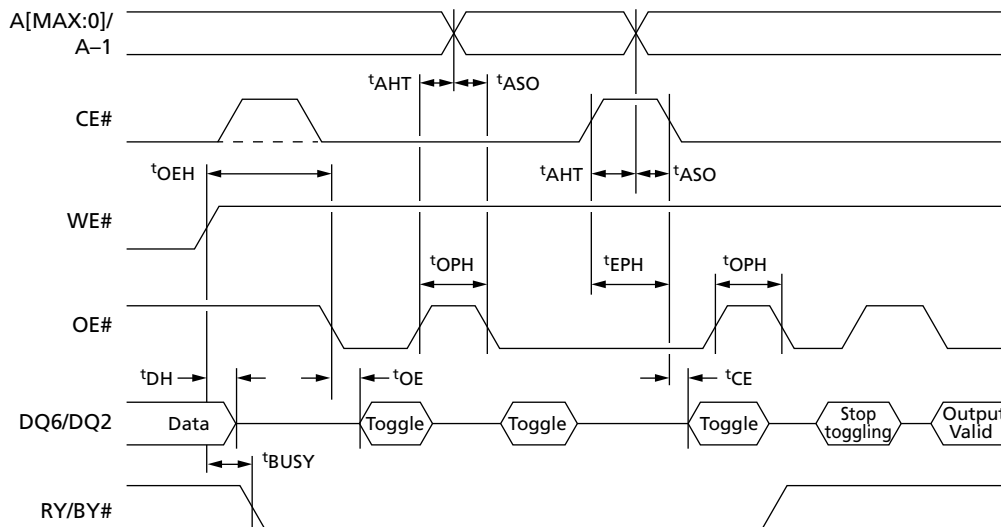 A[MAX:0]/
A–1
tAHT
tASO
CE#
tOEH
tAHT
tASO
WE#
tOPH
tEPH
tOPH
OE#
tDH
tOE
tCE
DQ6/DQ2
Data
Toggle
Toggle
Toggle
Stop
toggling
Output
Valid
tBUSY
RY/BY#